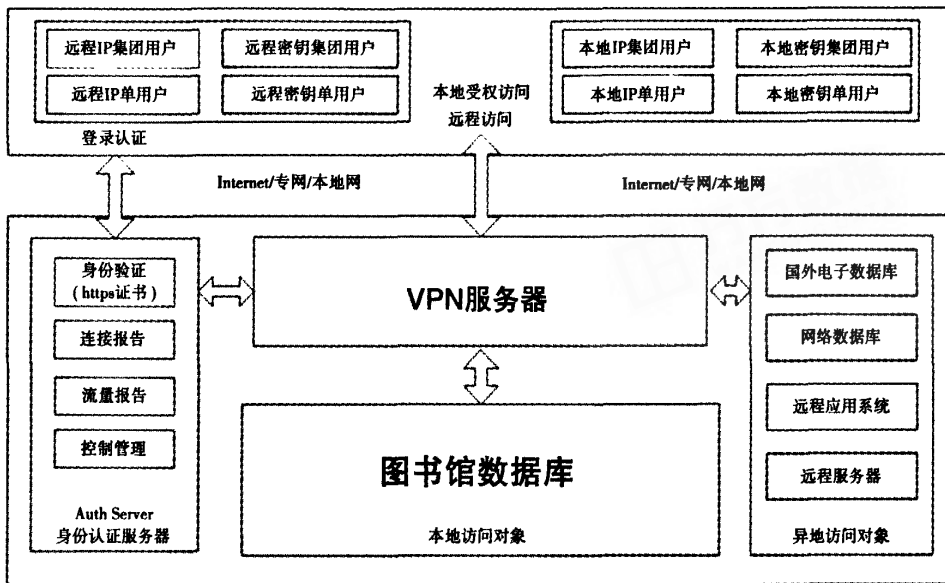 远程IP集团用户
远程密钥集团用户
远程IP单用户
远程密钥单用户
登录认证
本地受权访问
远程访问
本地IP集团用户
本地密钥集团用户
本地IP单用户
本地密钥单用户
Internet/专网/本地网
Internet/专网/本地网
身份验证
(https证书)
连接报告
流量报告
控制管理
Auth Server
身份认证服务器
VPN服务器
图书馆数据库
本地访问对象
国外电子数据库
网络数据库
远程应用系统
远程服务器
异地访问对象